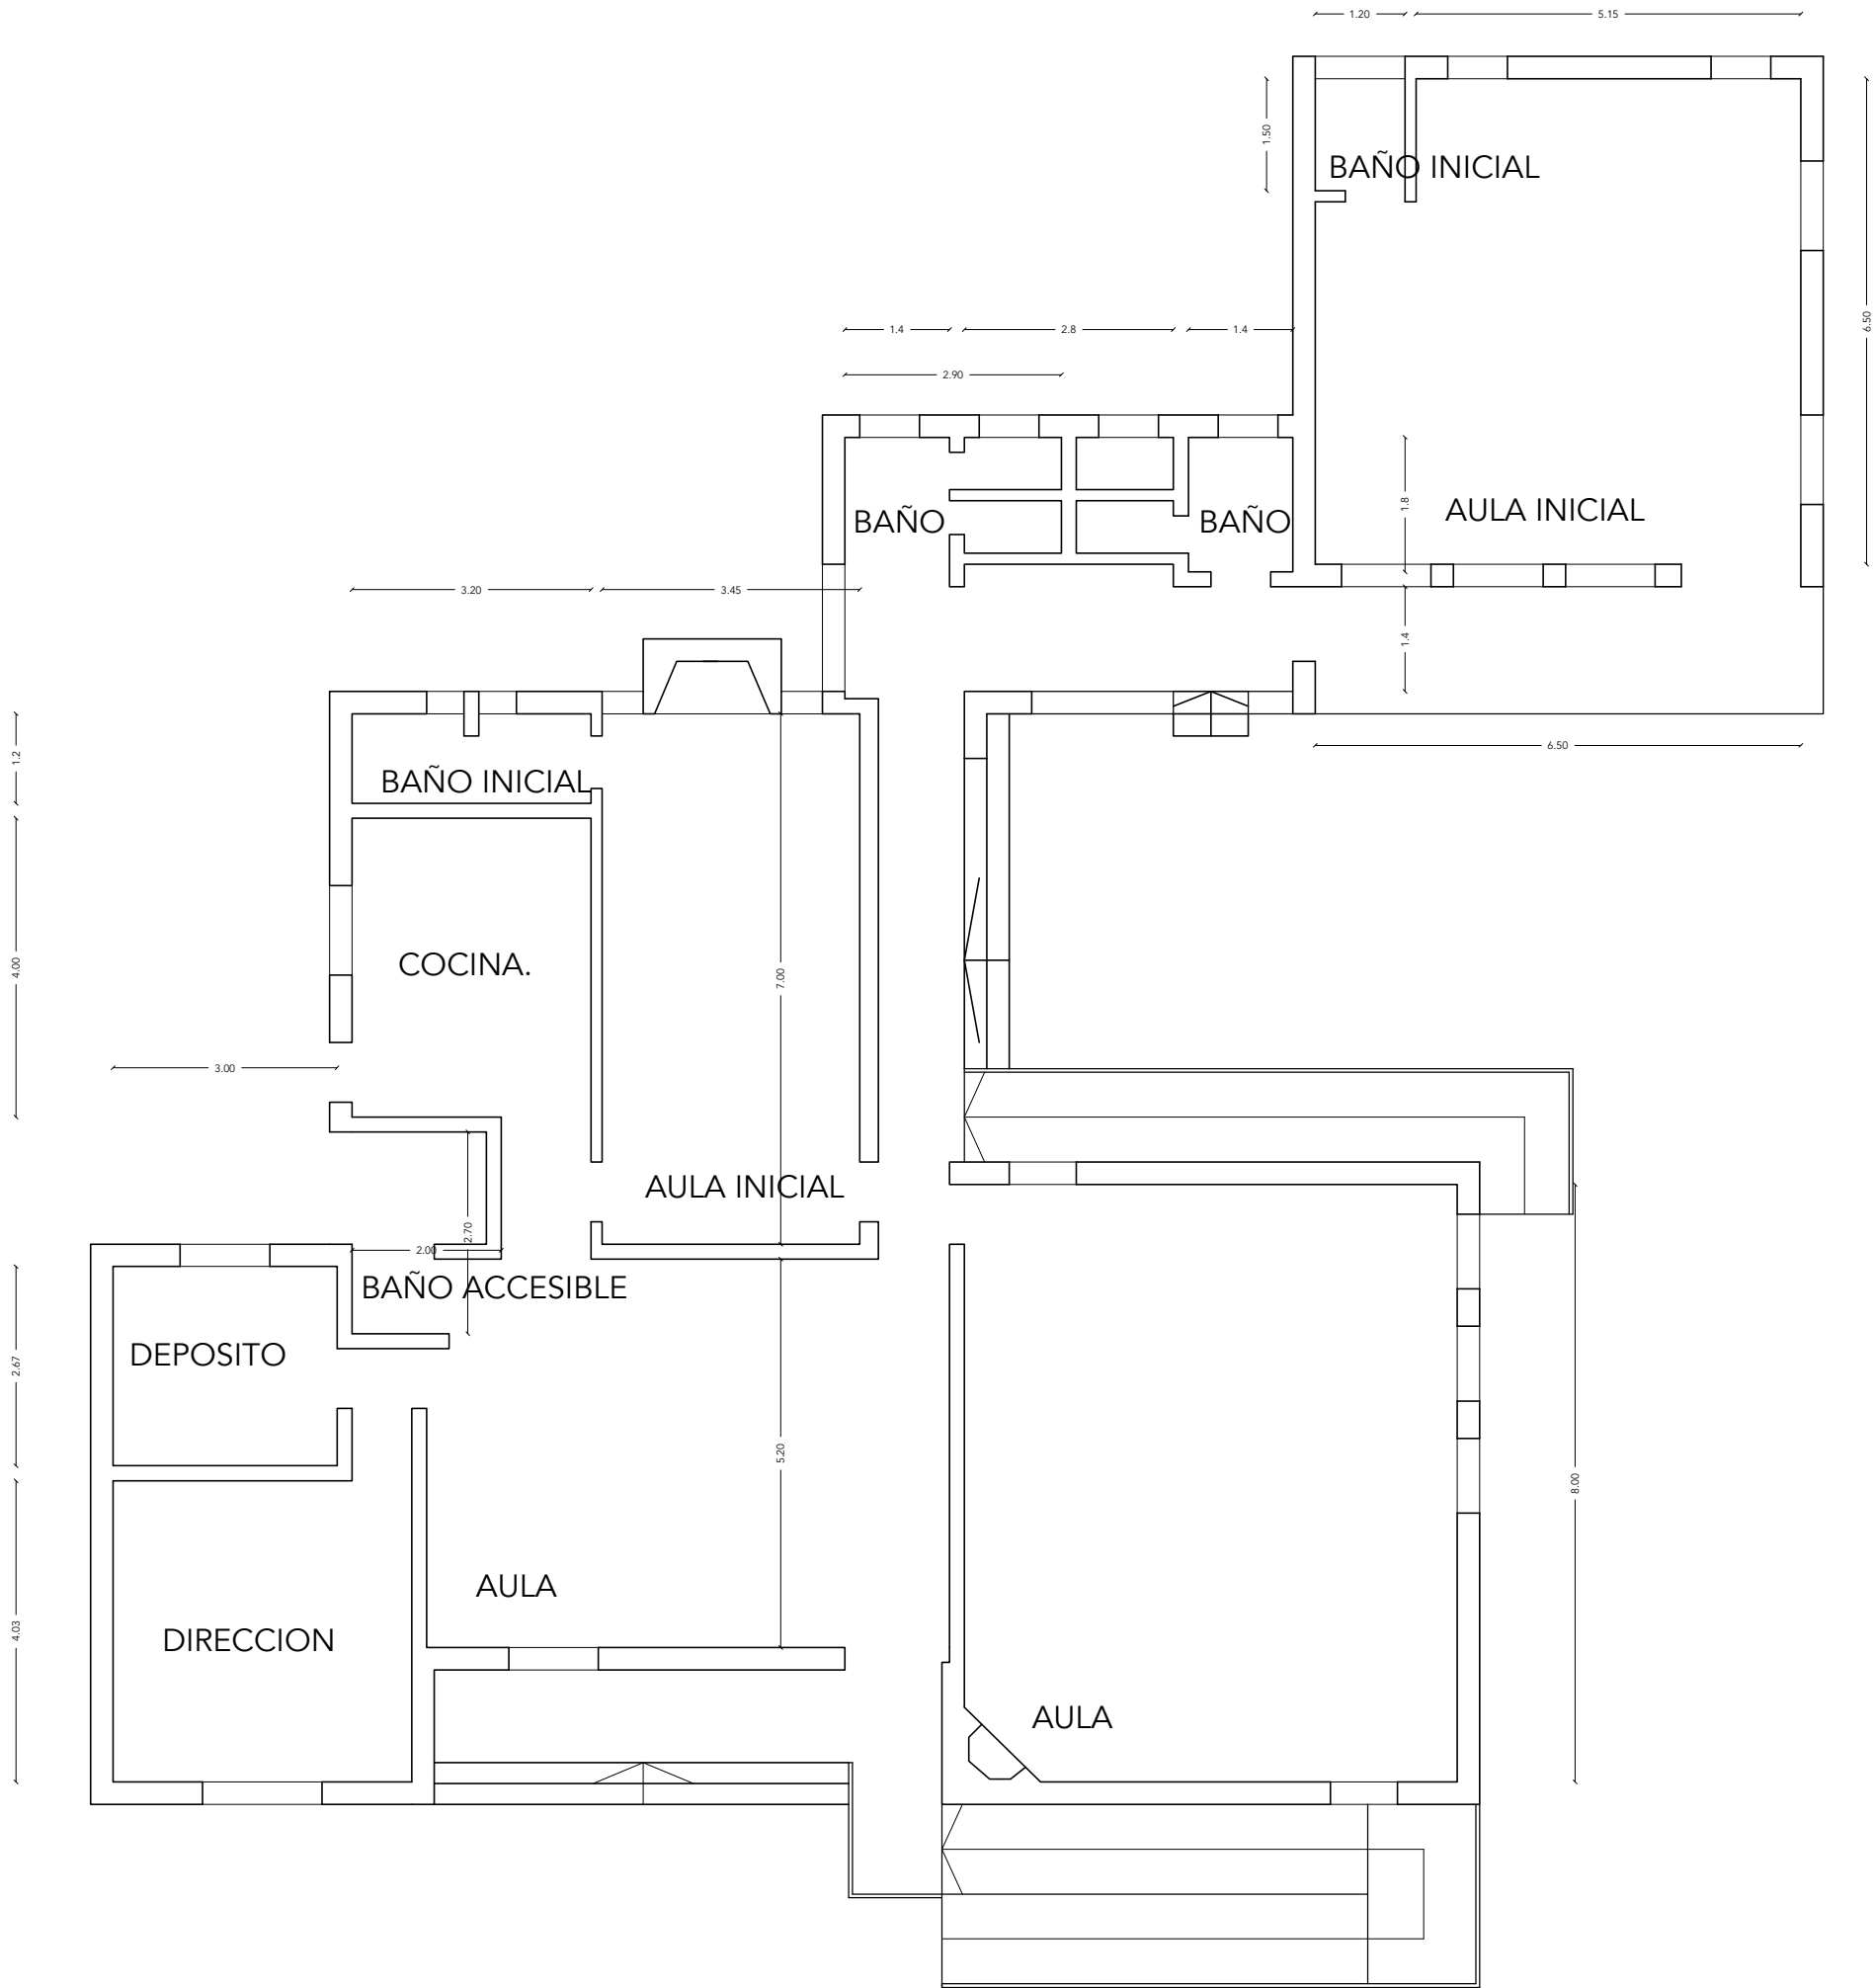 1.20
5.15
1.50
BAÑO INICIAL
6.50
1.4
2.8
1.4
2.90
1.8
AULA INICIAL
BAÑO
BAÑO
3.20
3.45
1.4
6.50
1.2
BAÑO INICIAL
4.00
COCINA.
7.00
3.00
AULA INICIAL
2.70
2.00
BAÑO ACCESIBLE
DEPOSITO
2.67
5.20
8.00
AULA
4.03
DIRECCION
AULA